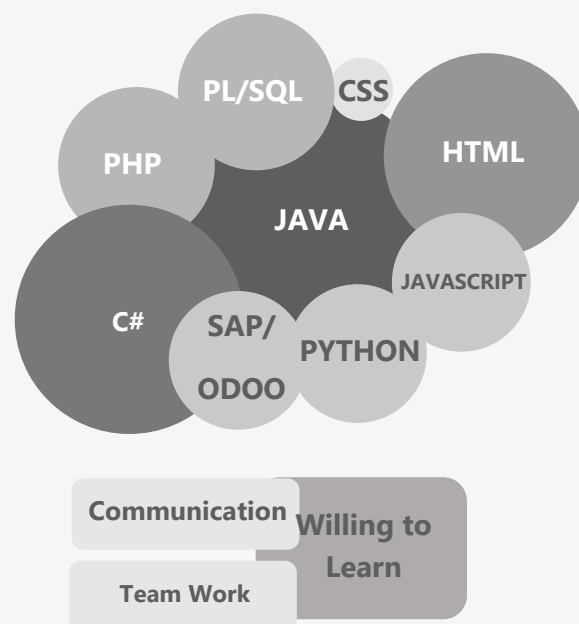 PL/SQL
CSS
PHP
HTML
JAVA
JAVASCRIPT
C#
SAP/
ODOO
PYTHON
Communication
Willing to
Learn
Team Work